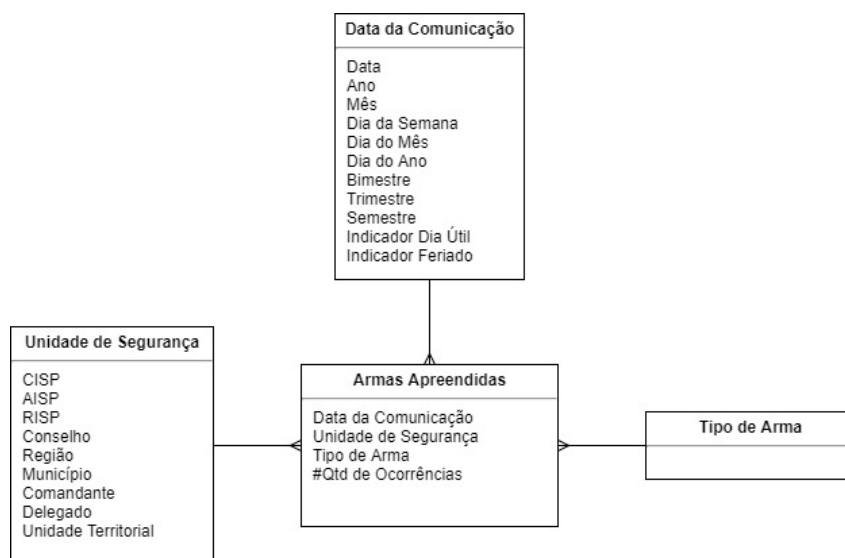 Data da Comunicação
Data
Ano
Mês
Dia da Semana
Dia do Mês
Dia do Ano
Bimestre
Trimestre
Semestre
Indicador Dia Útil
Indicador Feriado
Unidade de Segurança
CISP
AISP
RISP
Conselho
Região
Município
Comandante
Delegado
Unidade Territorial
Armas Apreendidas
Data da Comunicação
Unidade de Segurança
Tipo de Arma
#Qtd de Ocorrências
Tipo de Arma